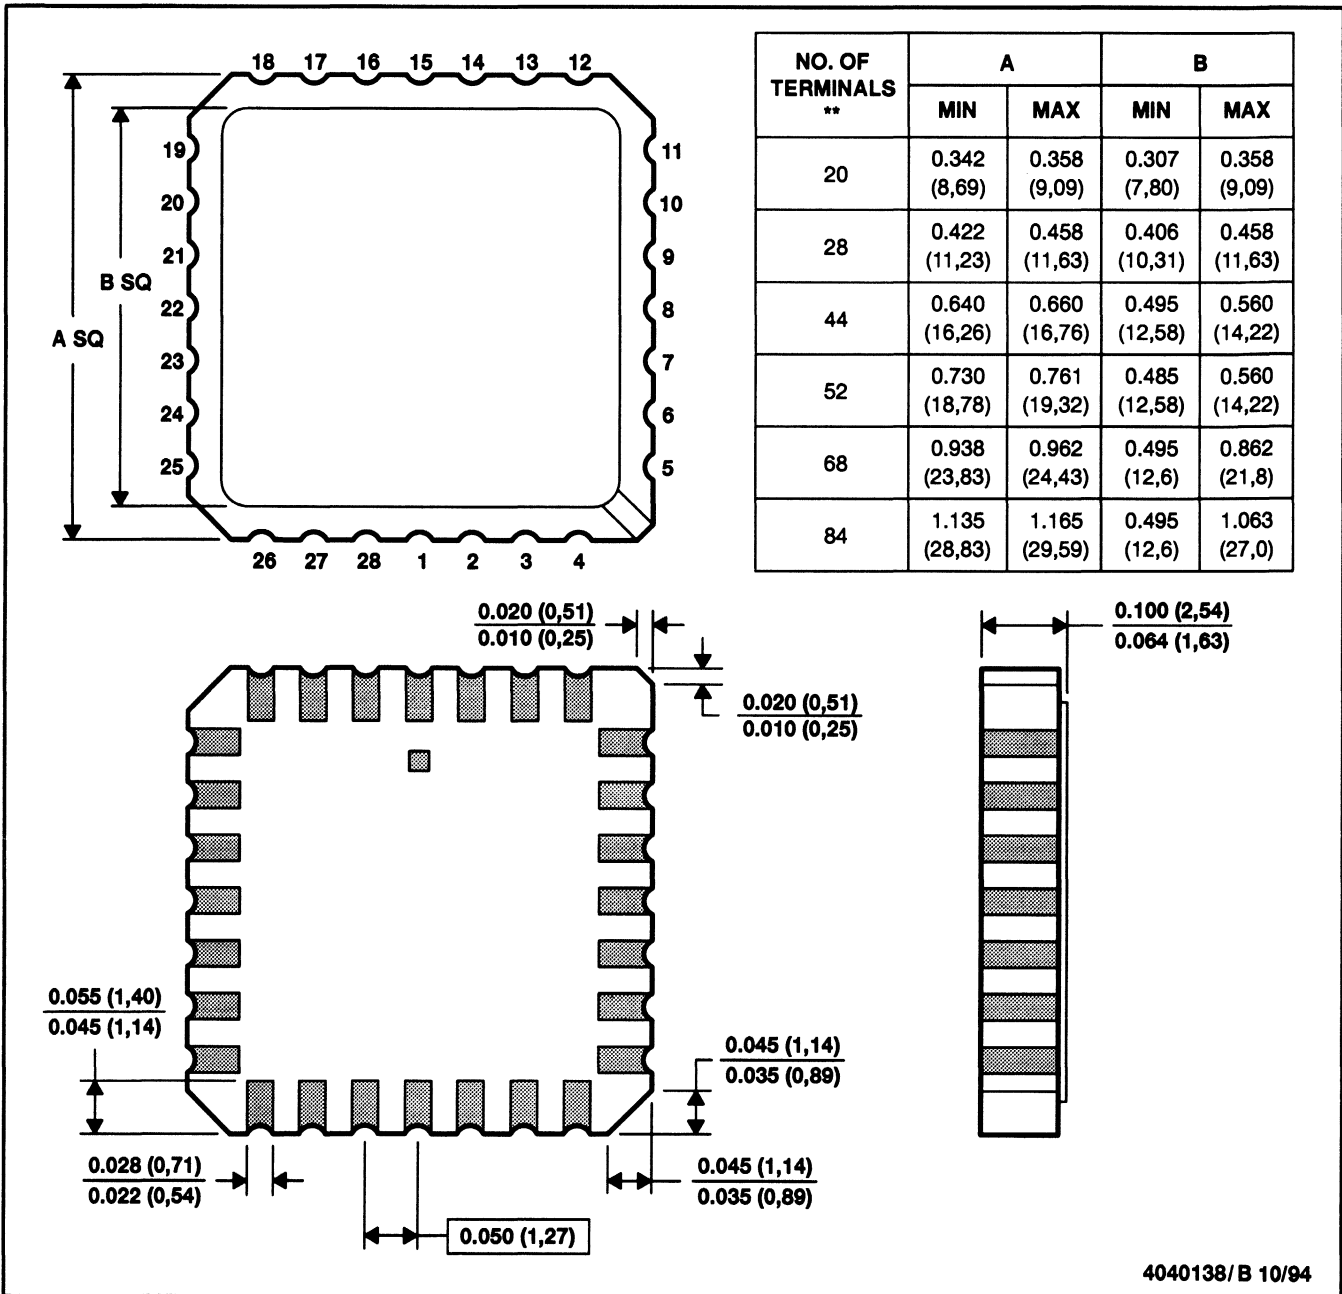 18 17 16 15 14 13 12
19
20
21
22
23
24
25
11
10
9
8
7
6
5
26 27 28 1 2 3 4
B SQ
A SQ
NO. OF TERMINALS ** A B
MIN MAX MIN MAX
20 0.342 (8,69) 0.358 (9,09) 0.307 (7,80) 0.358 (9,09)
28 0.422 (11,23) 0.458 (11,63) 0.406 (10,31) 0.458 (11,63)
44 0.640 (16,26) 0.660 (16,76) 0.495 (12,58) 0.560 (14,22)
52 0.730 (18,78) 0.761 (19,32) 0.485 (12,58) 0.560 (14,22)
68 0.938 (23,83) 0.962 (24,43) 0.495 (12,6) 0.862 (21,8)
84 1.135 (28,83) 1.165 (29,59) 0.495 (12,6) 1.063 (27,0)
0.020 (0,51)
0.010 (0,25)
0.020 (0,51)
0.010 (0,25)
0.100 (2,54)
0.064 (1,63)
0.055 (1,40)
0.045 (1,14)
0.045 (1,14)
0.035 (0,89)
0.028 (0,71)
0.022 (0,54)
0.045 (1,14)
0.035 (0,89)
0.050 (1,27)
4040138/ B 10/94